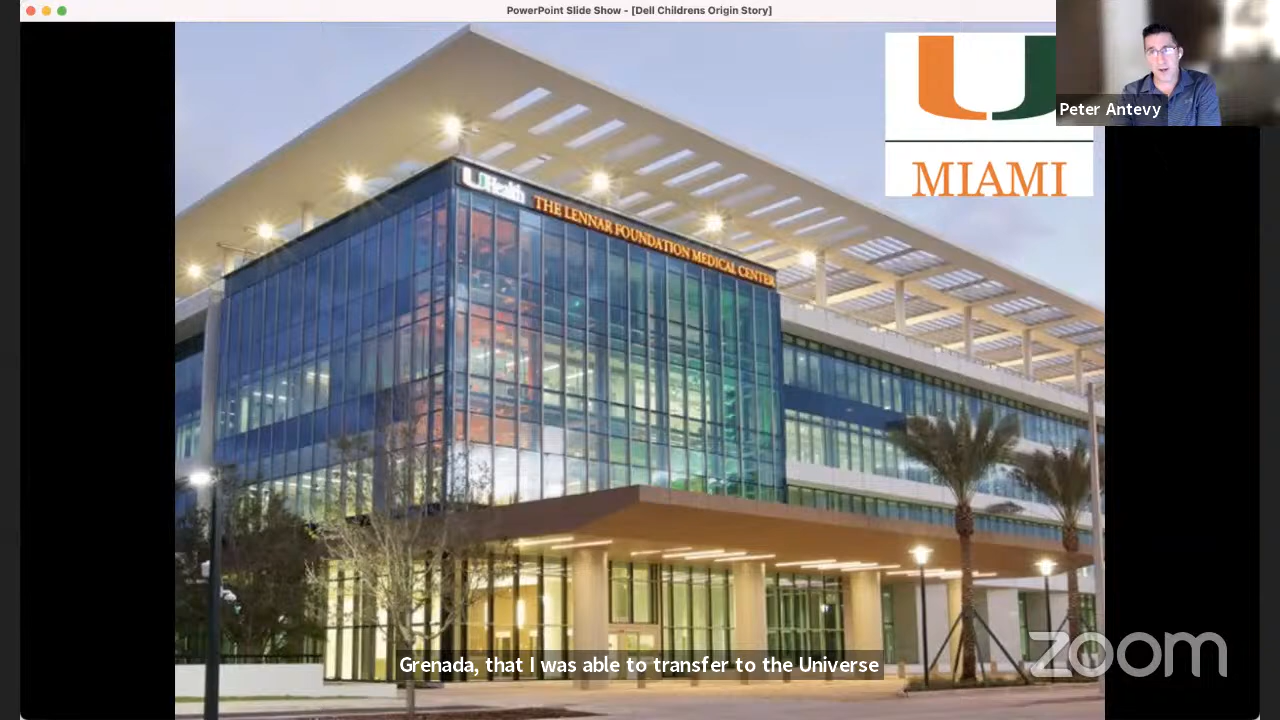 PowerPoint Slide Show - [Dell Childrens Origin Story]
Peter Antevy
U
MIAMI
UHealth
THE LENNAR FOUNDATION MEDICAL CENTER
Grenada, that I was able to transfer to the Universe
zoom